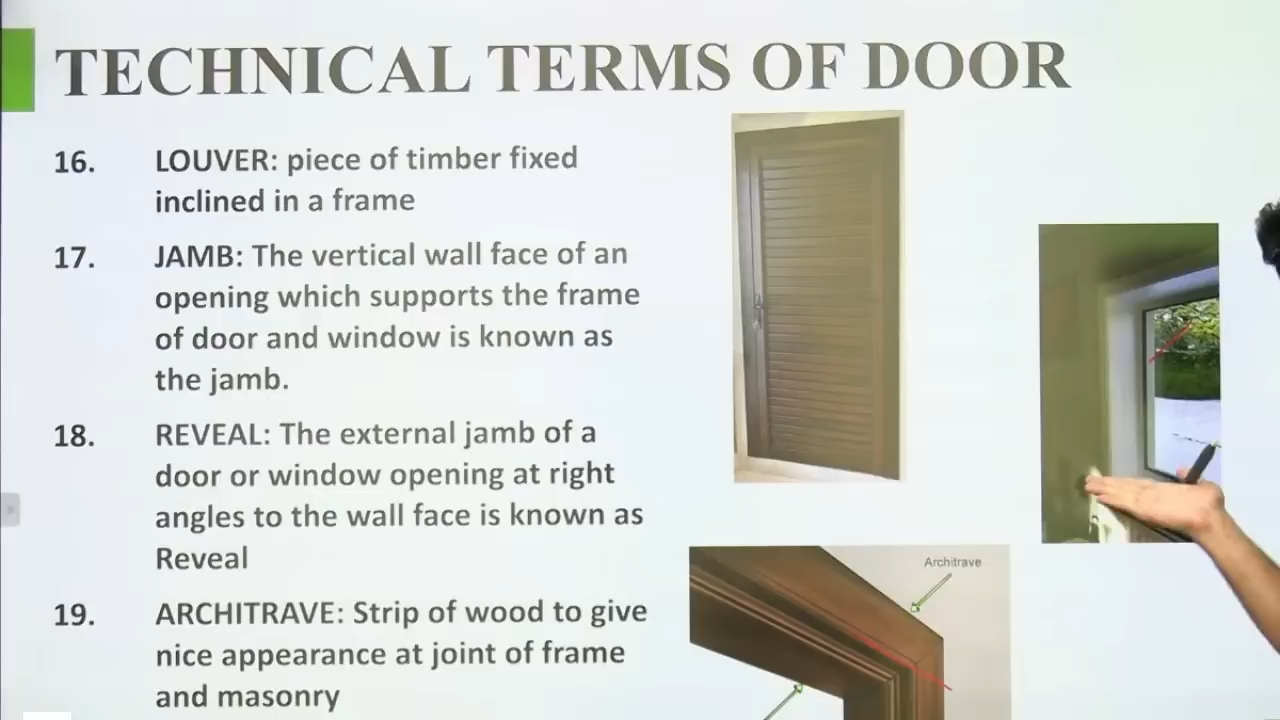 TECHNICAL TERMS OF DOOR
16. LOUVER: piece of timber fixed
inclined in a frame
17. JAMB: The vertical wall face of an
opening which supports the frame
of door and window is known as
the jamb.
18. REVEAL: The external jamb of a
door or window opening at right
angles to the wall face is known as
Reveal
19. ARCHITRAVE: Strip of wood to give
nice appearance at joint of frame
and masonry
Architrave